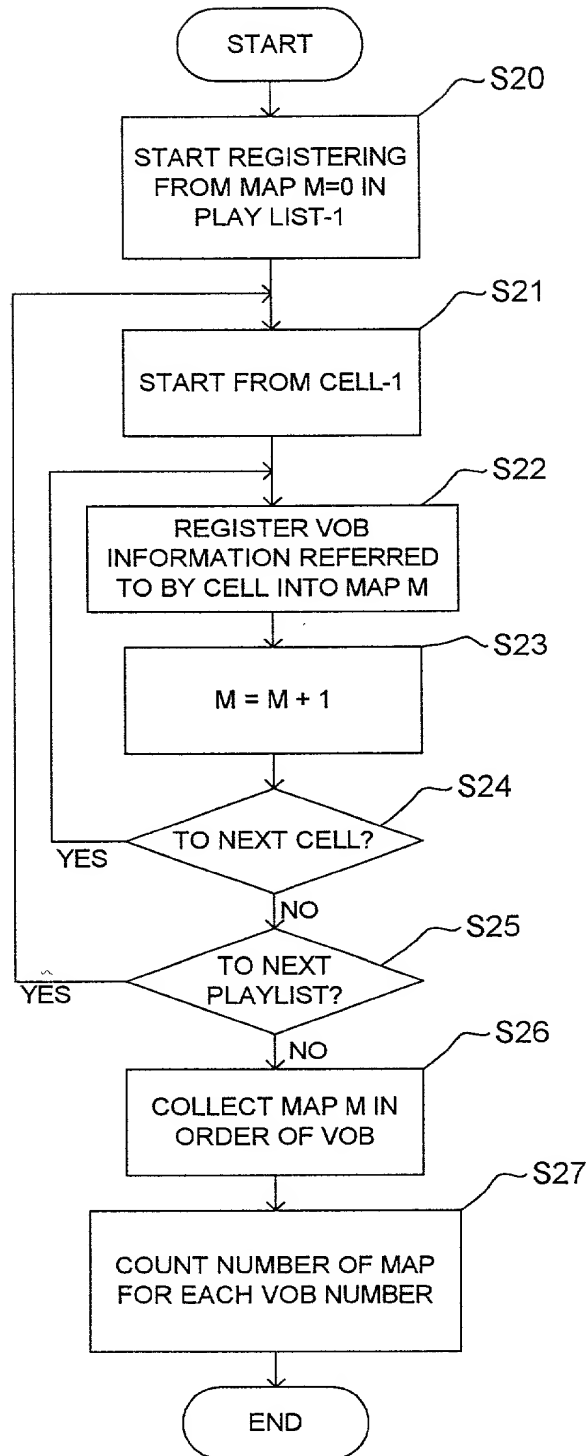 START
S20
START REGISTERING
FROM MAP M=0 IN
PLAY LIST-1
S21
START FROM CELL-1
S22
REGISTER VOB
INFORMATION REFERRED
TO BY CELL INTO MAP M
S23
M = M + 1
S24
TO NEXT CELL?
YES
NO
S25
TO NEXT
PLAYLIST?
YES
NO
S26
COLLECT MAP M IN
ORDER OF VOB
S27
COUNT NUMBER OF MAP
FOR EACH VOB NUMBER
END